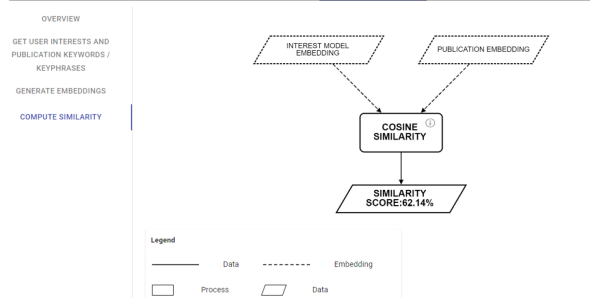 OVERVIEW
GET USER INTERESTS AND
PUBLICATION KEYWORDS /
KEYPHRASES
GENERATE EMBEDDINGS
COMPUTE SIMILARITY
INTEREST MODEL
EMBEDDING
PUBLICATION EMBEDDING
COSINE
SIMILARITY
SIMILARITY
SCORE:62.14%
Legend
Data
Embedding
Process
Data